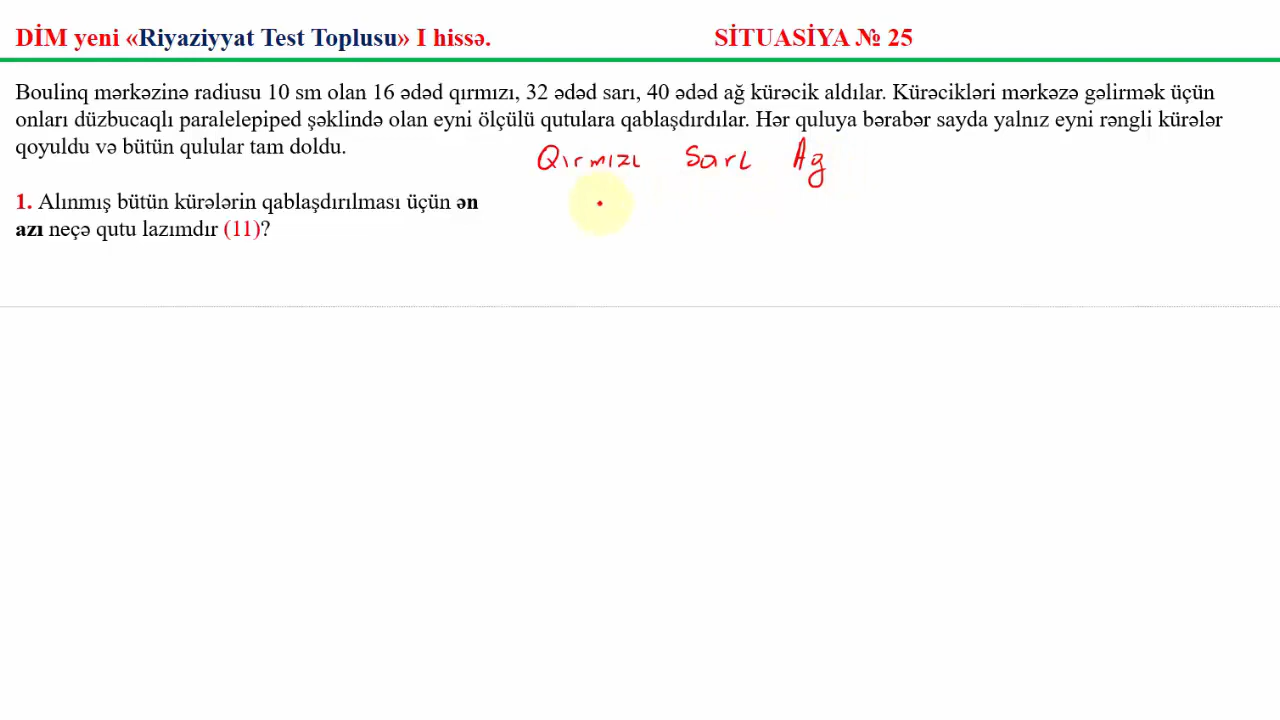 DİM yeni «Riyaziyyat Test Toplusu» I hissə. SİTUASİYA № 25
Boulinq mərkəzinə radiusu 10 sm olan 16 ədəd qırmızı, 32 ədəd sarı, 40 ədəd ağ kürəcik aldılar. Kürəcikləri mərkəzə gəlirmək üçün
onları düzbucaqlı paralelepiped şəklində olan eyni ölçülü qutulara qablaşdırdılar. Hər quluya bərabər sayda yalnız eyni rəngli kürələr
qoyuldu və bütün qulular tam doldu.
Qırmızı Sarı Ağ
1. Alınmış bütün kürələrin qablaşdırılması üçün ən
azı neçə qutu lazımdır (11)?